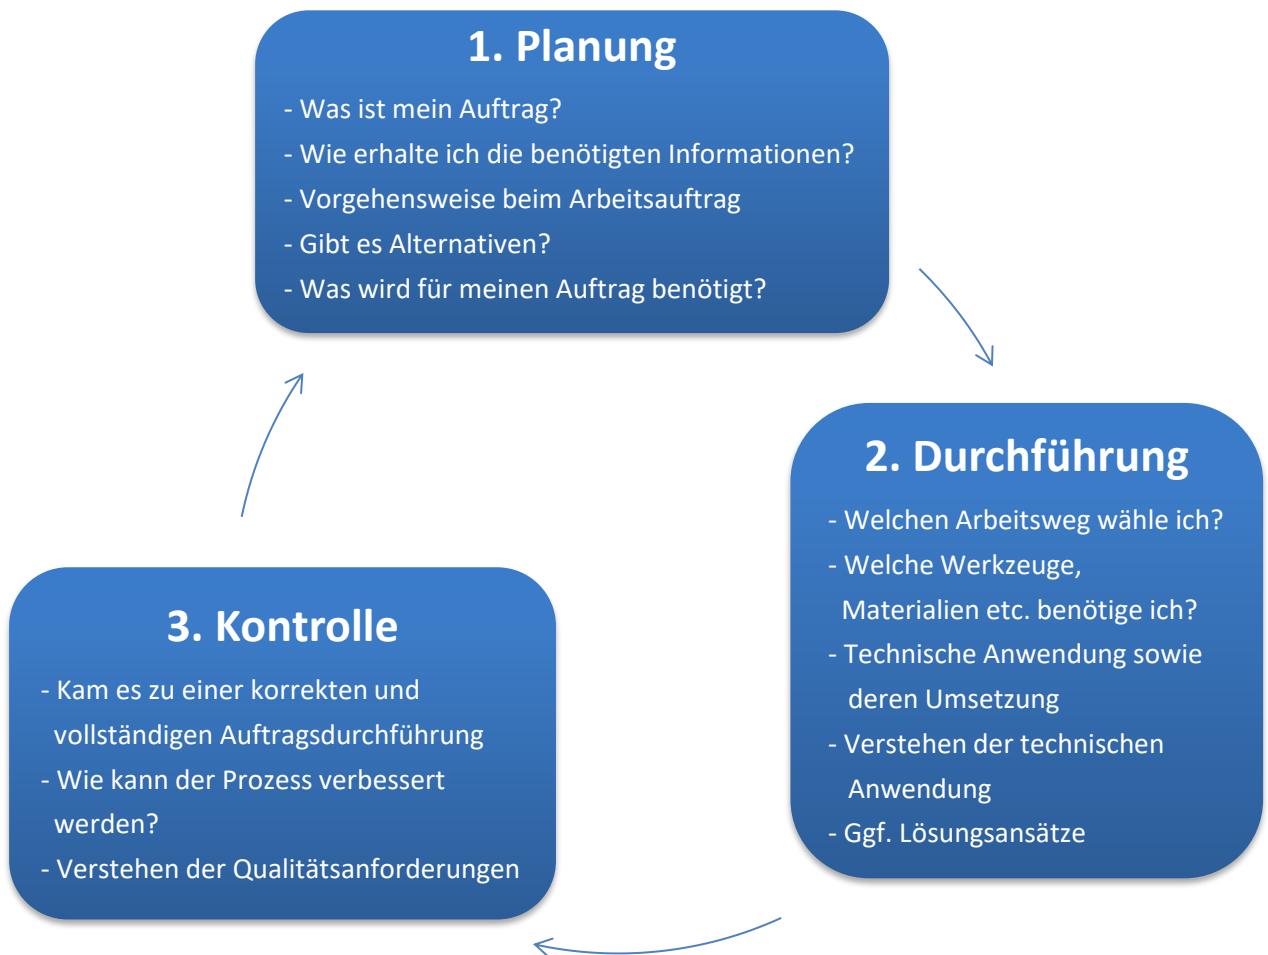 1. Planung
- Was ist mein Auftrag?
- Wie erhalte ich die benötigten Informationen?
- Vorgehensweise beim Arbeitsauftrag
- Gibt es Alternativen?
- Was wird für meinen Auftrag benötigt?
2. Durchführung
- Welchen Arbeitsweg wähle ich?
- Welche Werkzeuge,
Materialien etc. benötige ich?
- Technische Anwendung sowie
deren Umsetzung
- Verstehen der technischen
Anwendung
- Ggf. Lösungsansätze
3. Kontrolle
- Kam es zu einer korrekten und
vollständigen Auftragsdurchführung
- Wie kann der Prozess verbessert
werden?
- Verstehen der Qualitätsanforderungen